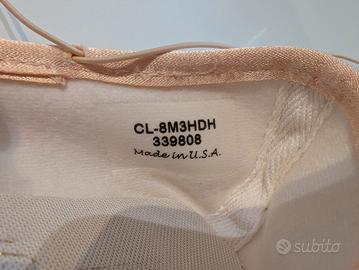 CL-8M3HDH
339808
Made in U.S.A.
subito